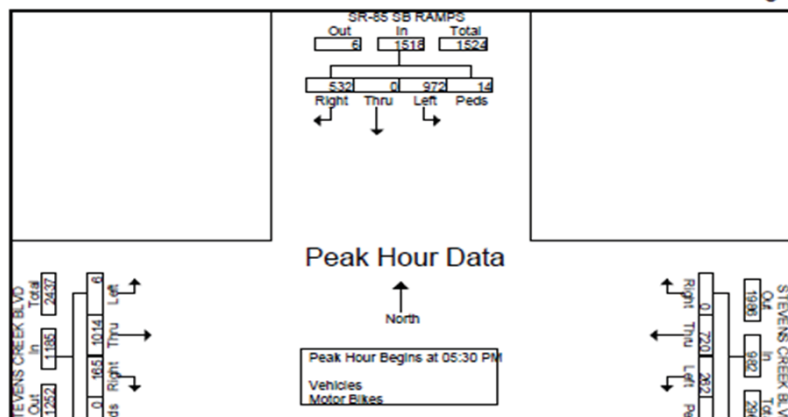 SR-85 SB RAMPS
Out In Total
6 1518 1524
532 0 972 14
Right Thru Left Peds
Peak Hour Data
North
Peak Hour Begins at 05:30 PM
Vehicles
Motor Bikes
STEVENS CREEK BLVD
Total In Out
2437 1185 1252
6 1014 165 0
Left Thru Right
STEVENS CREEK
Out In Total
1986 982
0 720 262
Right Thru Left